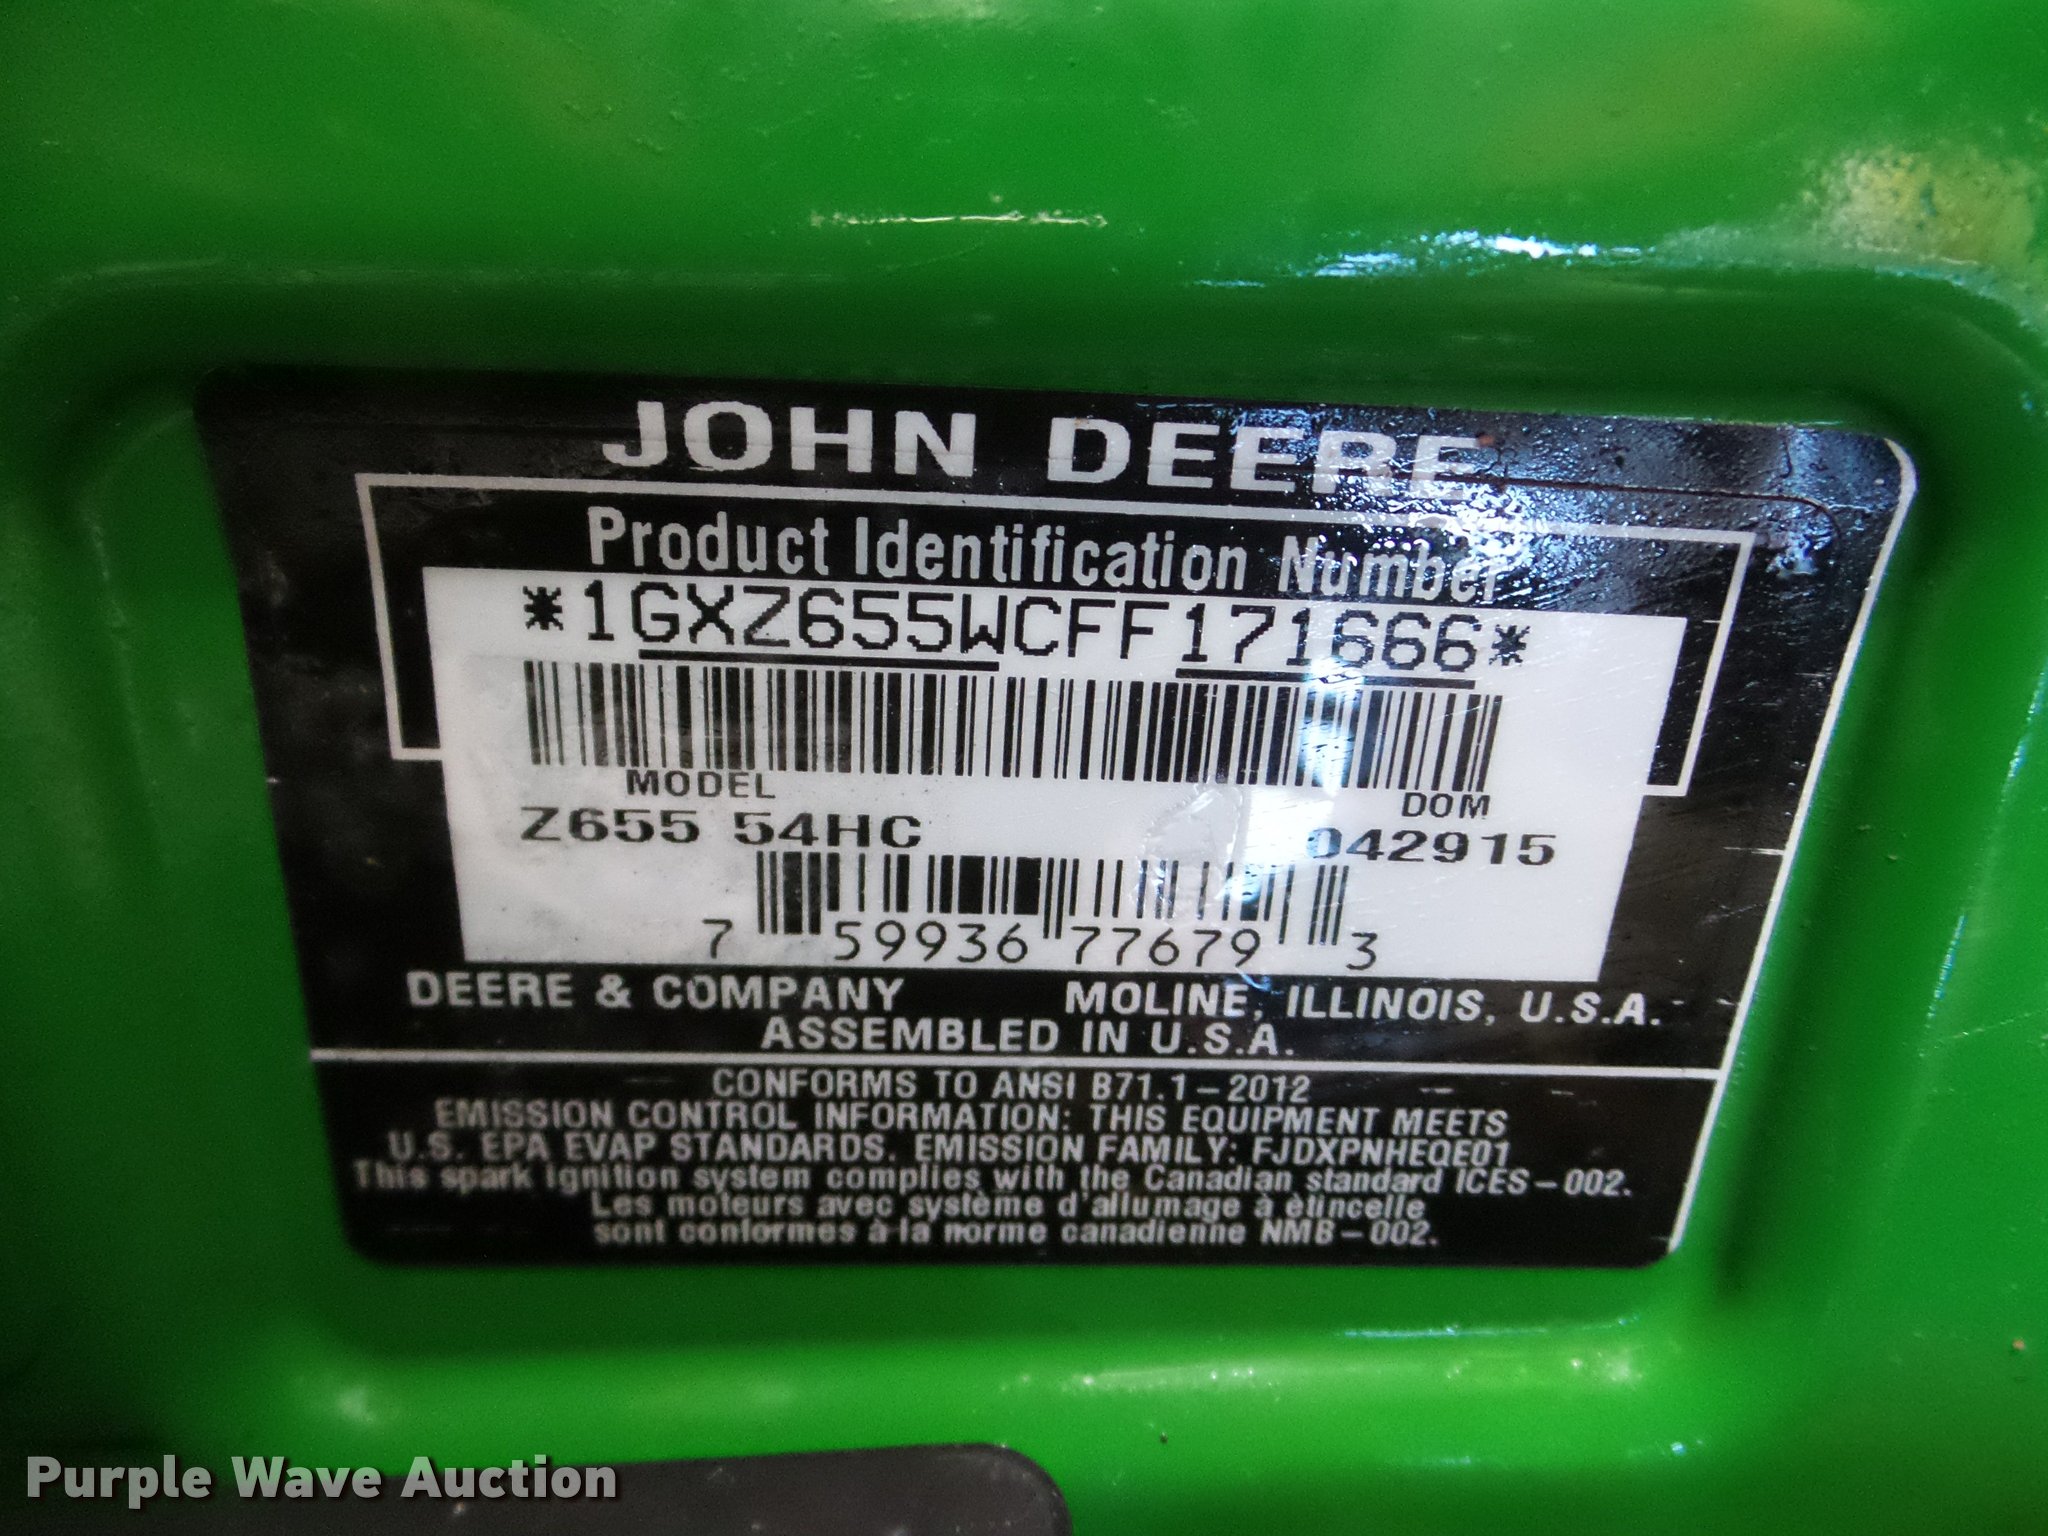 JOHN DEERE
Product Identification Number
*1GXZ655WCFF171666*
MODEL DOM
Z655 54HC 042915
7 59936 77679 3
DEERE & COMPANY MOLINE, ILLINOIS, U.S.A.
ASSEMBLED IN U.S.A.
CONFORMS TO ANSI B71.1-2012
EMISSION CONTROL INFORMATION: THIS EQUIPMENT MEETS
U.S. EPA EVAP STANDARDS. EMISSION FAMILY: FJDXPNHEQE01
This spark ignition system complies with the Canadian standard ICES-002.
Les moteurs avec système d'allumage à ètincelle
sont conformes à la norme canadienne NMB-002.
Purple Wave Auction